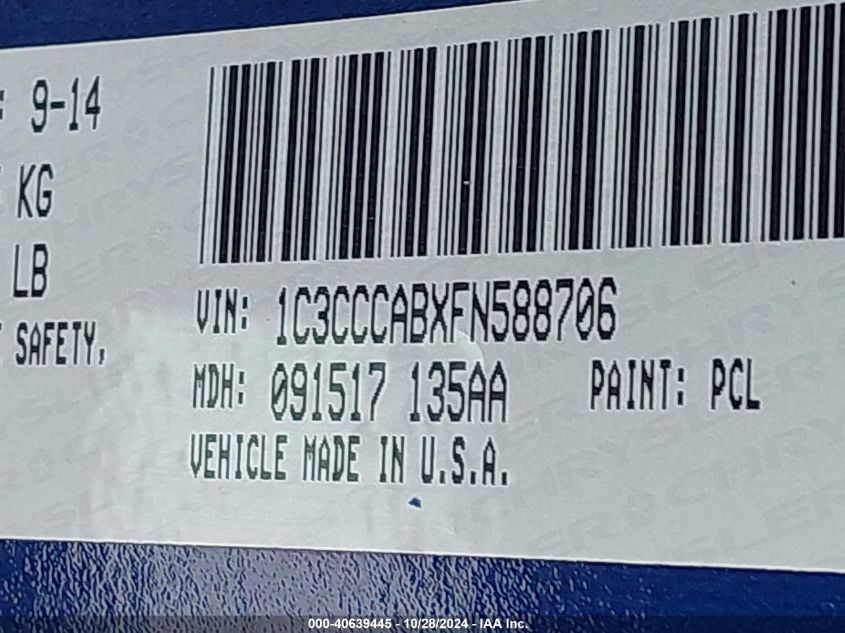 : 9-14
KG
LB
SAFETY,
VIN: 1C3CCCABXFN588706
MDH: 091517 135AA PAINT: PCL
VEHICLE MADE IN U.S.A.
000-40639445 - 10/28/2024 - IAA Inc.